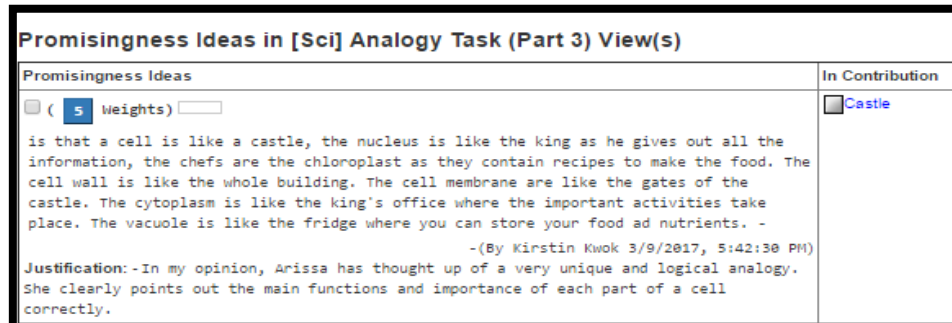 Promisingness Ideas in [Sci] Analogy Task (Part 3) View(s)
Promisingness Ideas
In Contribution
( 5 Weights)
Castle
is that a cell is like a castle, the nucleus is like the king as he gives out all the
information, the chefs are the chloroplast as they contain recipes to make the food. The
cell wall is like the whole building. The cell membrane are like the gates of the
castle. The cytoplasm is like the king's office where the important activities take
place. The vacuole is like the fridge where you can store your food ad nutrients. -
-(By Kirstin Kwok 3/9/2017, 5:42:30 PM)
Justification: -In my opinion, Arissa has thought up of a very unique and logical analogy.
She clearly points out the main functions and importance of each part of a cell
correctly.